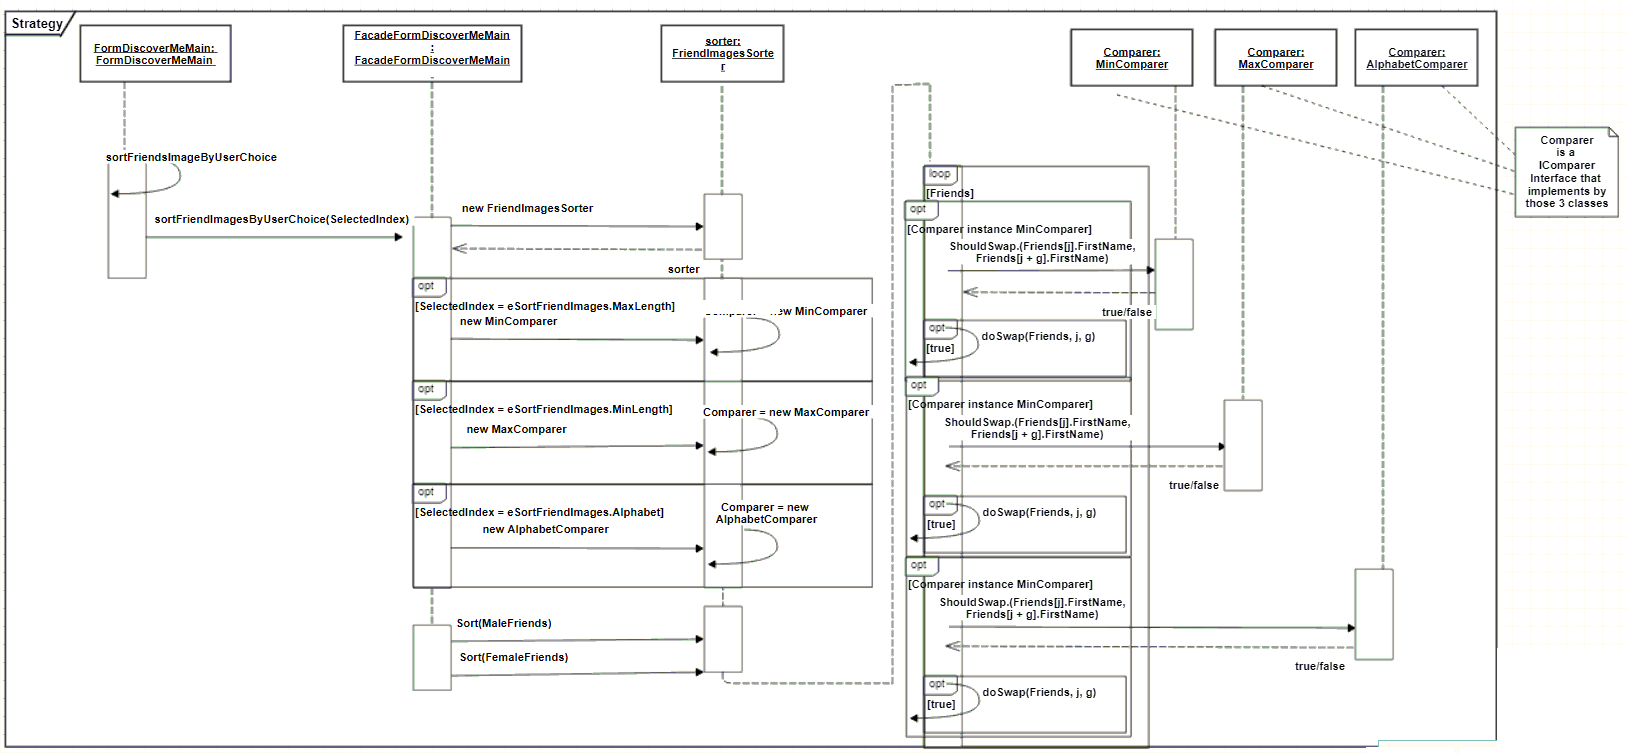 Strategy
FormDiscoverMeMain:
FormDiscoverMeMain
FacadeFormDiscoverMeMain
:
FacadeFormDiscoverMeMain
sorter:
FriendImagesSorte
r
Comparer:
MinComparer
Comparer:
MaxComparer
Comparer:
AlphabetComparer
Comparer
is a
IComparer
Interface that
implements by
those 3 classes
sortFriendsImageByUserChoice
sortFriendImagesByUserChoice(SelectedIndex)
new FriendImagesSorter
sorter
opt
[SelectedIndex = eSortFriendImages.MaxLength]
new MinComparer
new MinComparer
opt
[SelectedIndex = eSortFriendImages.MinLength]
new MaxComparer
Comparer = new MaxComparer
opt
[SelectedIndex = eSortFriendImages.Alphabet]
new AlphabetComparer
Comparer = new
AlphabetComparer
Sort(MaleFriends)
Sort(FemaleFriends)
loop
[Friends]
opt
[Comparer instance MinComparer]
ShouldSwap.(Friends[j].FirstName,
Friends[j + g].FirstName)
true/false
opt
doSwap(Friends, j, g)
[true]
opt
[Comparer instance MinComparer]
ShouldSwap.(Friends[j].FirstName,
Friends[j + g].FirstName)
true/false
opt
doSwap(Friends, j, g)
[true]
opt
[Comparer instance MinComparer]
ShouldSwap.(Friends[j].FirstName,
Friends[j + g].FirstName)
true/false
opt
doSwap(Friends, j, g)
[true]